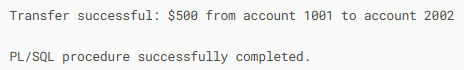 Transfer successful: $500 from account 1001 to account 2002
PL/SQL procedure successfully completed.